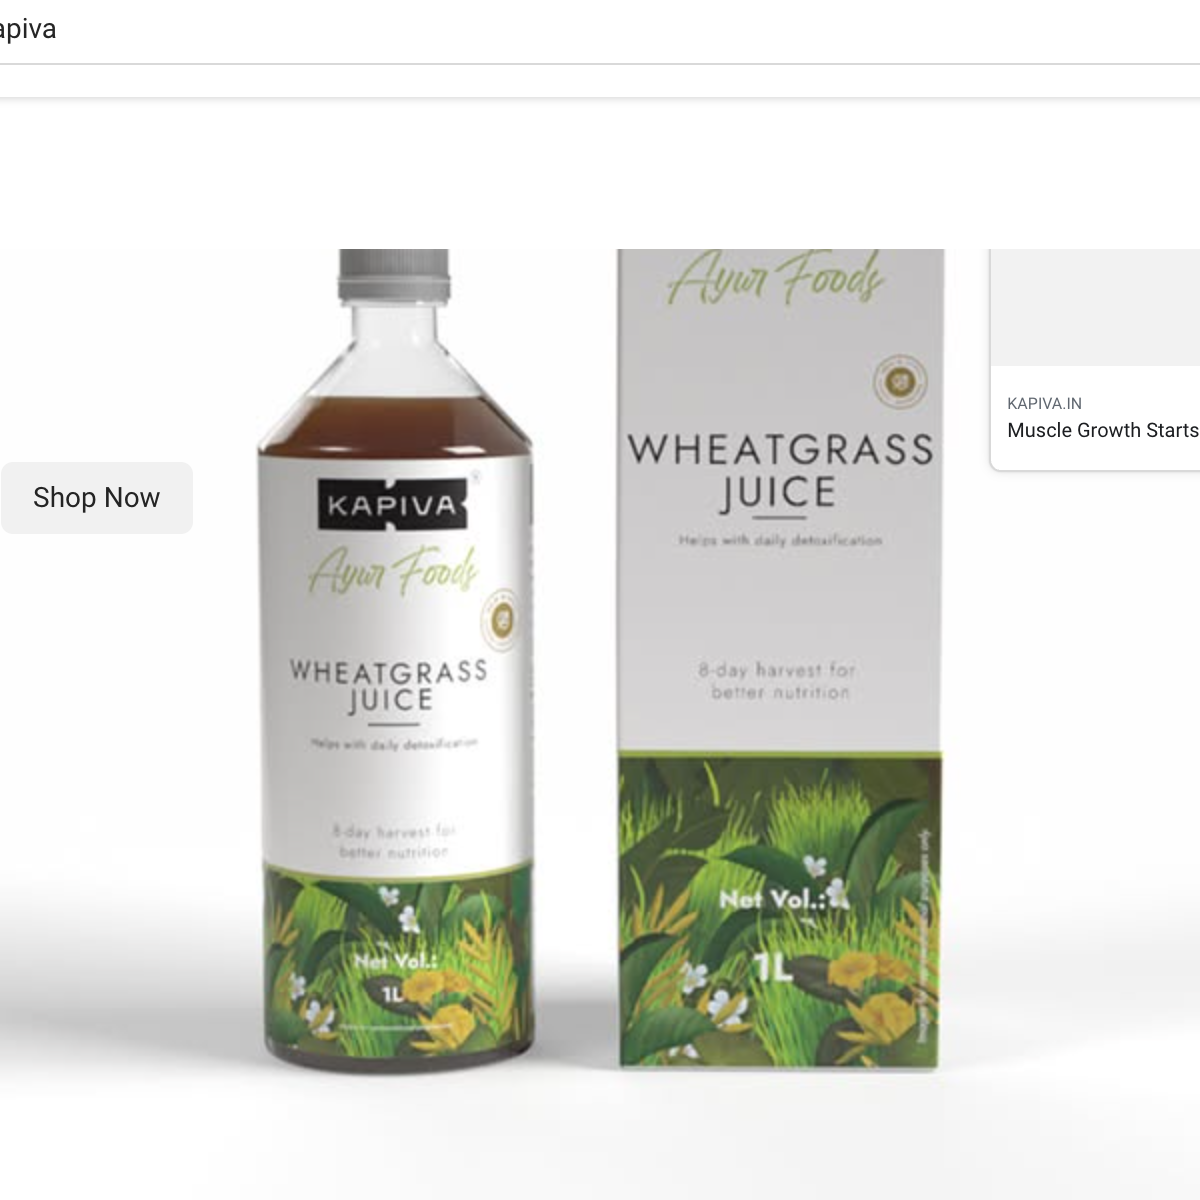 apiva
Ayur Foods
KAPIVA.IN
Muscle Growth Starts
Shop Now
KAPIVA
®
Ayur Foods
WHEATGRASS
JUICE
Helps with daily detoxification
8-day harvest for
better nutrition
Net Vol.:
1L
WHEATGRASS
JUICE
Helps with daily detoxification
8-day harvest for
better nutrition
Net Vol.:
1L